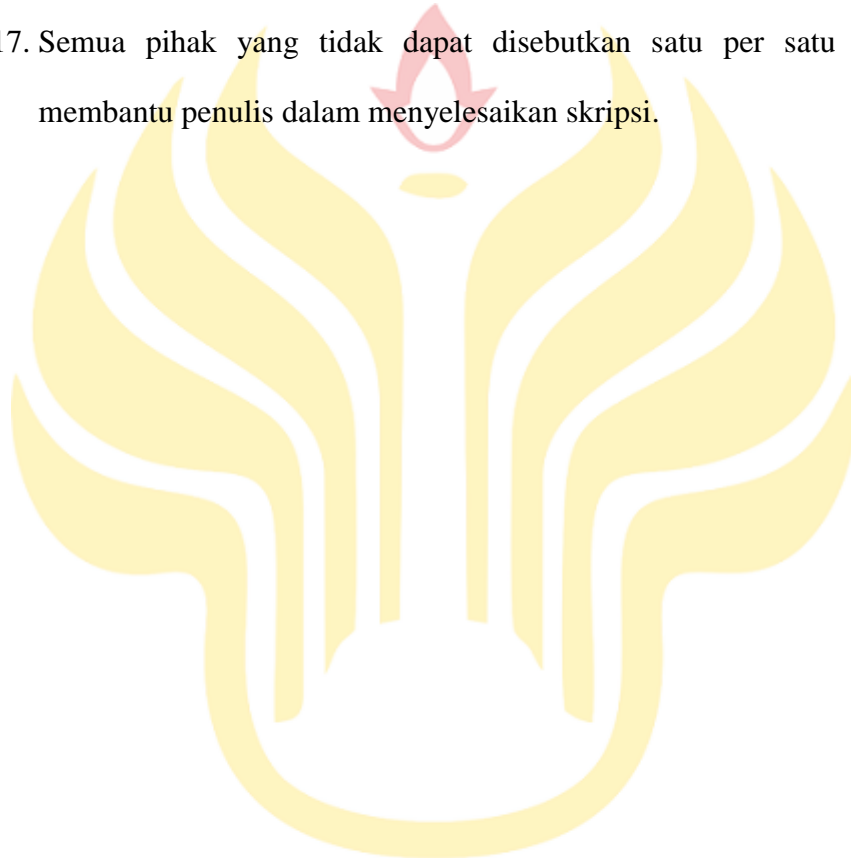 17. Semua pihak yang tidak dapat disebutkan satu per satu
membantu penulis dalam menyelesaikan skripsi.